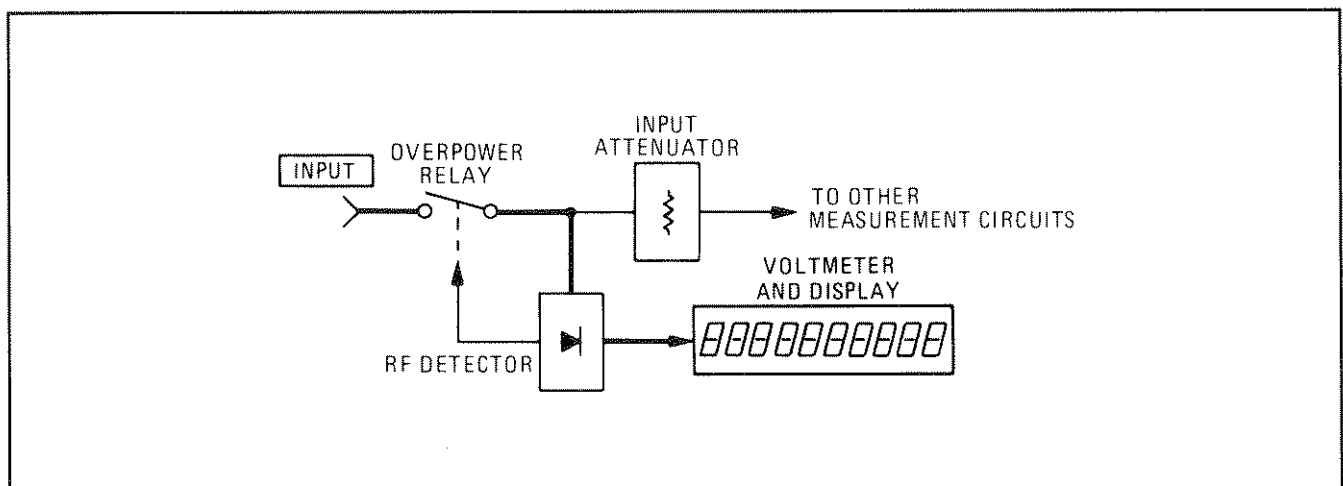 INPUT
OVERPOWER
RELAY
INPUT
ATTENUATOR
TO OTHER
MEASUREMENT CIRCUITS
VOLTMETER
AND DISPLAY
RF DETECTOR